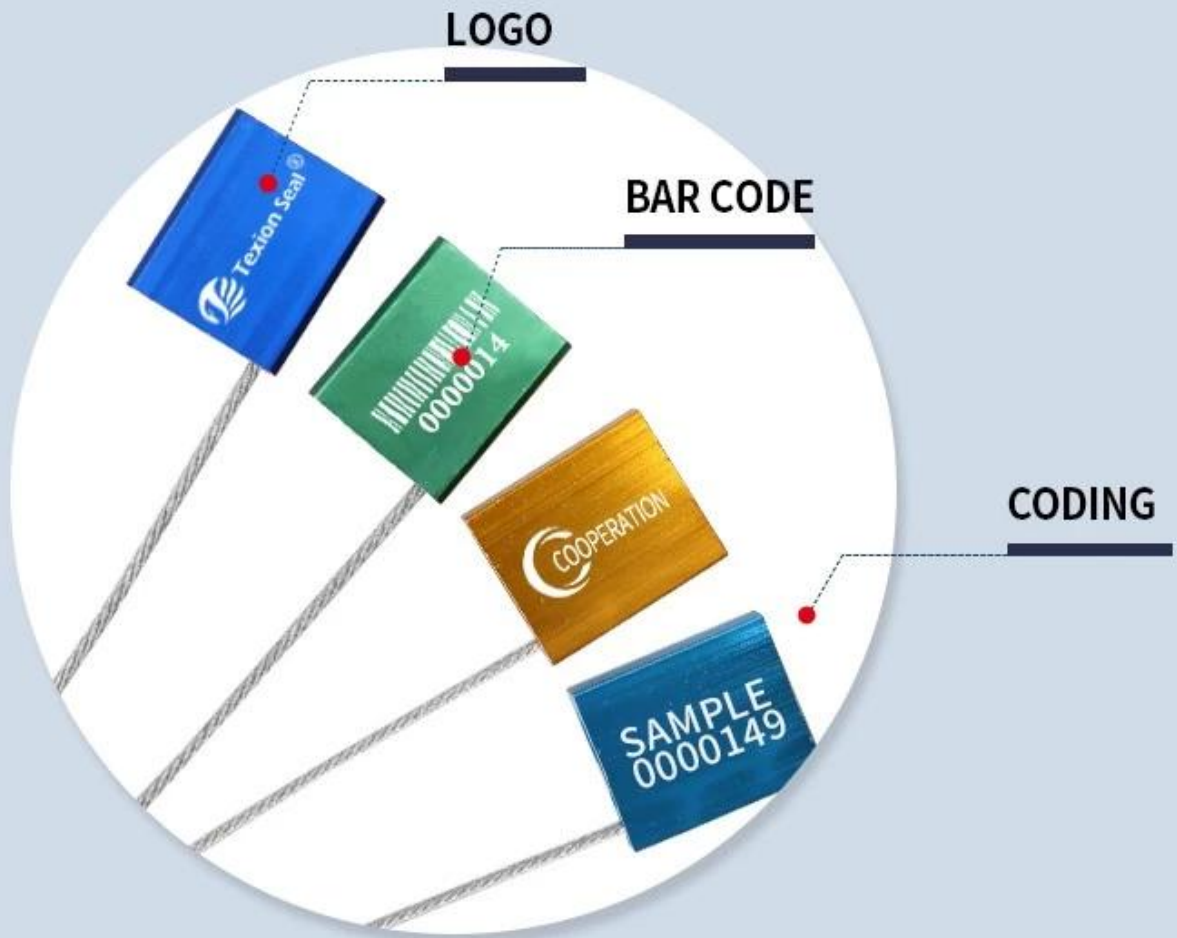 LOGO
Texion Seal®
BAR CODE
0000014
COOPERATION
CODING
SAMPLE
0000149